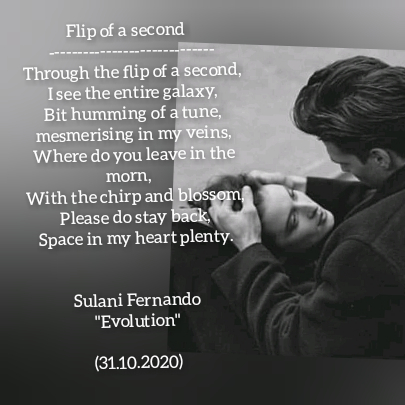 Flip of a second
----------------------------
Through the flip of a second,
I see the entire galaxy,
Bit humming of a tune,
mesmerising in my veins,
Where do you leave in the
morn,
With the chirp and blossom,
Please do stay back,
Space in my heart plenty.
Sulani Fernando
"Evolution"
(31.10.2020)